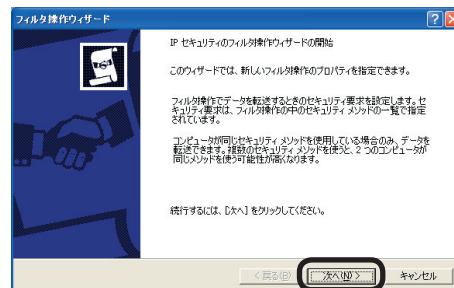 フィルタ操作ウィザード
IP セキュリティのフィルタ操作ウィザードの開始
このウィザードでは、新しいフィルタ操作のプロパティを指定できます。
フィルタ操作でデータを転送するときのセキュリティ要求を設定します。セ
キュリティ要求は、フィルタ操作の中のセキュリティ メソッドの一覧で指定
されています。
コンピュータが同じセキュリティ メソッドを使用している場合のみ、データを
転送できます。複数のセキュリティ メソッドを使うと、2 つのコンピュータが
同じメソッドを使う可能性が高くなります。
続行するには、[次へ] をクリックしてください。
< 戻る(B)
次へ(N) >
キャンセル